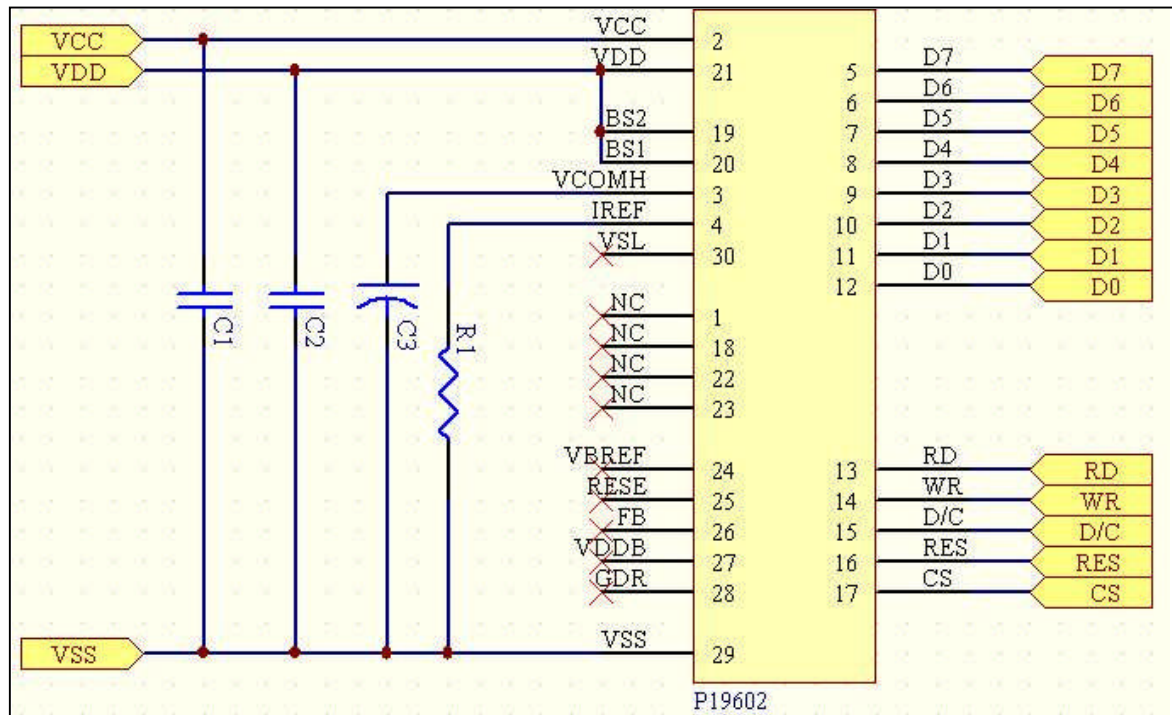 VCC VCC 2
VDD VDD 21 5 D7 D7
6 D6 D6
BS2 19 7 D5 D5
BS1 20 8 D4 D4
VCOMH 3 9 D3 D3
IREF 4 10 D2 D2
VSL 30 11 D1 D1
12 D0 D0
NC 1
NC 18
NC 22
NC 23
C1 C2 C3 R1
VBREF 24 13 RD RD
RESE 25 14 WR WR
FB 26 15 D/C D/C
VDDB 27 16 RES RES
GDR 28 17 CS CS
VSS VSS 29
P19602